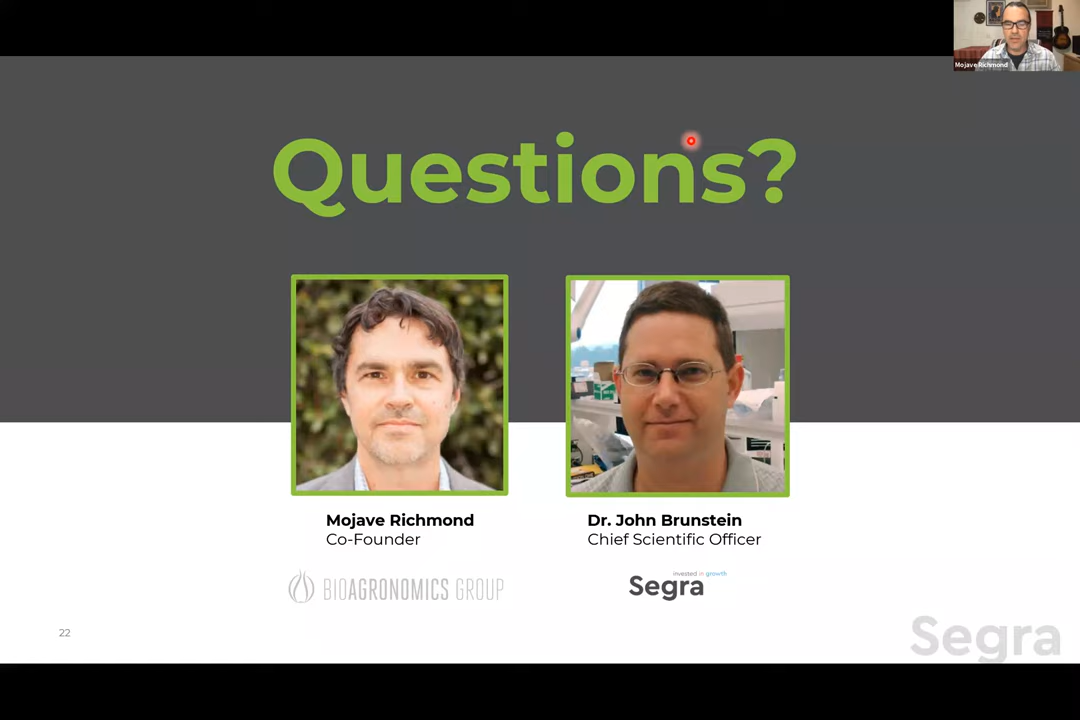 Mojave Richmond
Questions?
Mojave Richmond
Co-Founder
Dr. John Brunstein
Chief Scientific Officer
BIOAGRONOMICS GROUP
invested in growth
Segra
22
Segra